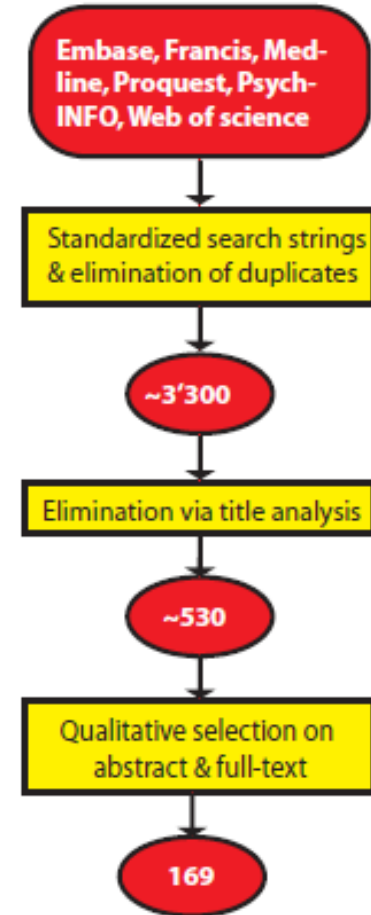 Embase, Francis, Med-
line, Proquest, Psych-
INFO, Web of science
Standardized search strings
& elimination of duplicates
~3'300
Elimination via title analysis
~530
Qualitative selection on
abstract & full-text
169